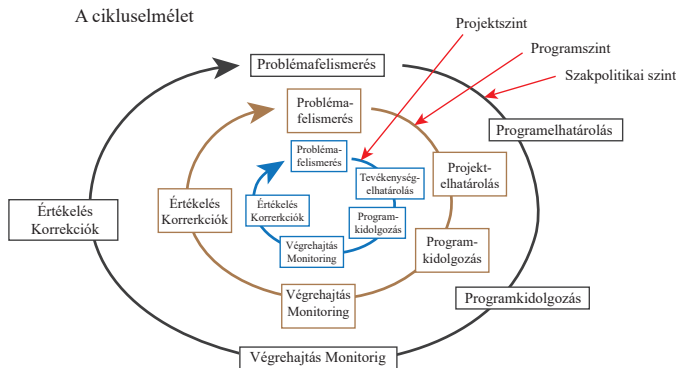 A cikluselmélet
Projektszint
Programszint
Szakpolitikai szint
Problémafelismerés
Programelhatárolás
Programkidolgozás
Végrehajtás Monitorig
Értékelés
Korrekciók
Probléma-
felismerés
Projekt-
elhatárolás
Program-
kidolgozás
Végrehajtás
Monitoring
Értékelés
Korrerkciók
Probléma-
felismerés
Tevékenység-
elhatárolás
Program-
kidolgozás
Végrehajtás
Monitoring
Értékelés
Korrerkciók